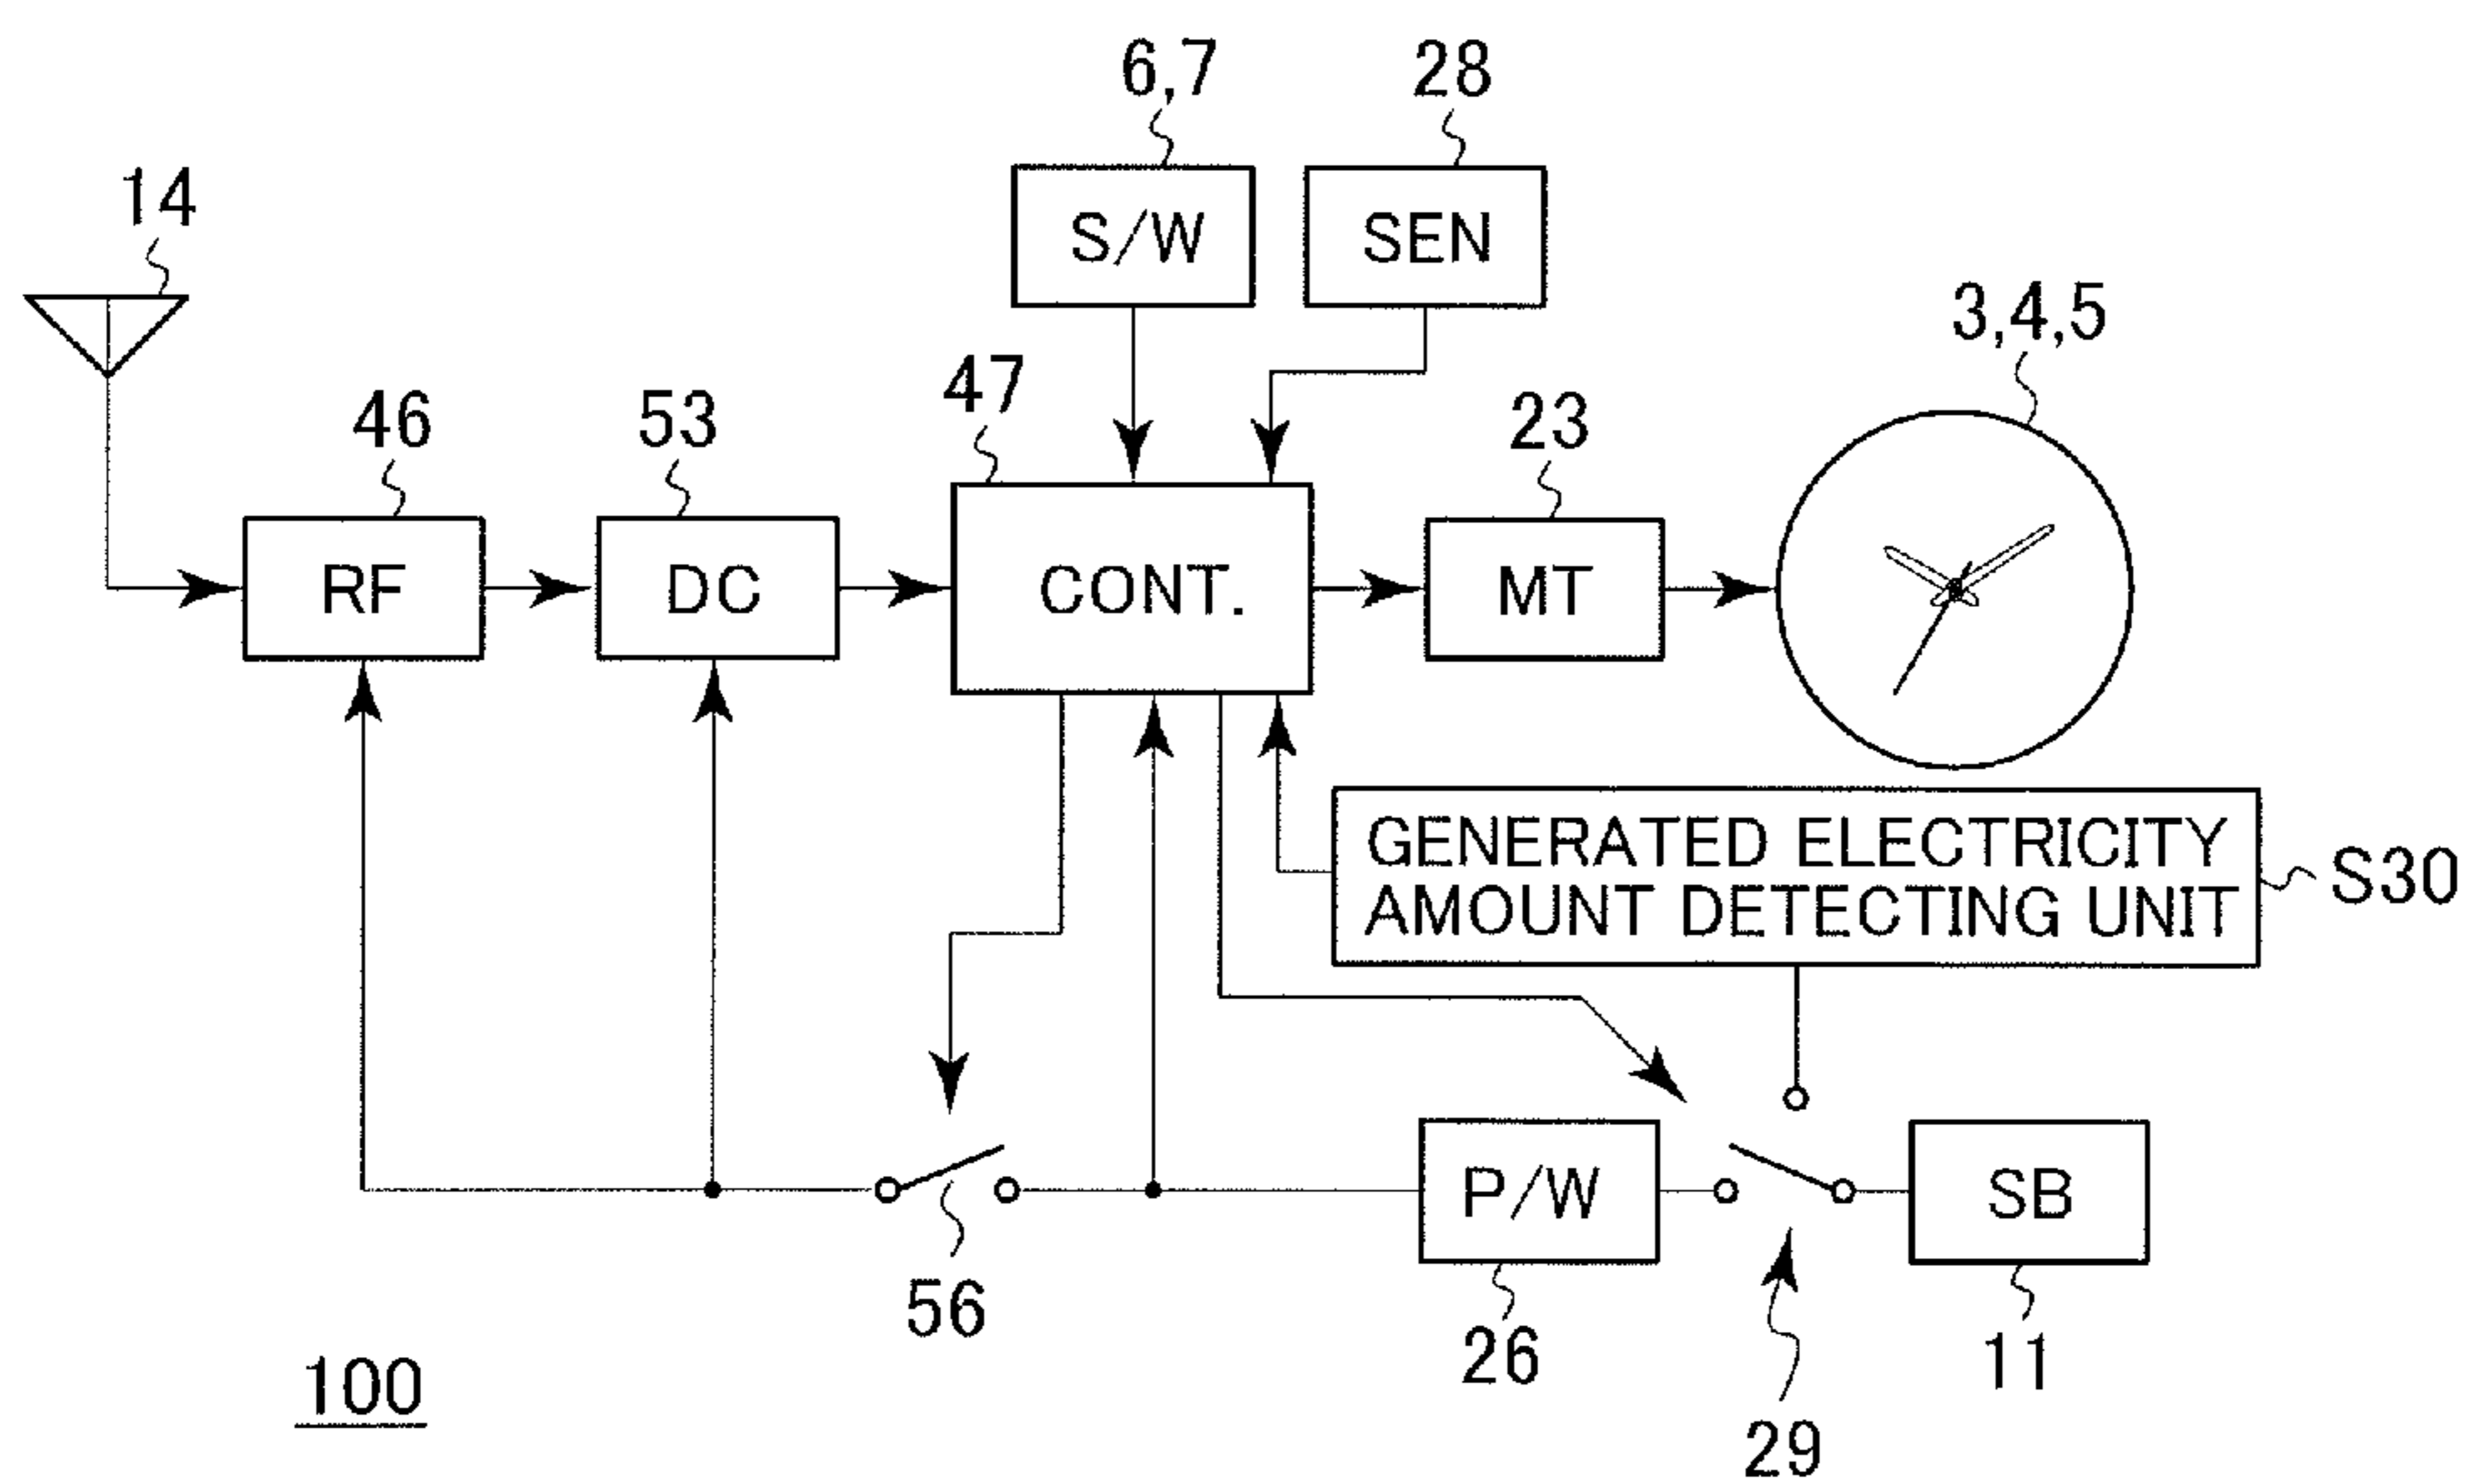 6,7
28
14
S/W
SEN
3,4,5
47
46
53
23
RF
DC
CONT.
MT
GENERATED ELECTRICITY
AMOUNT DETECTING UNIT
S30
P/W
SB
56
26
11
100
29